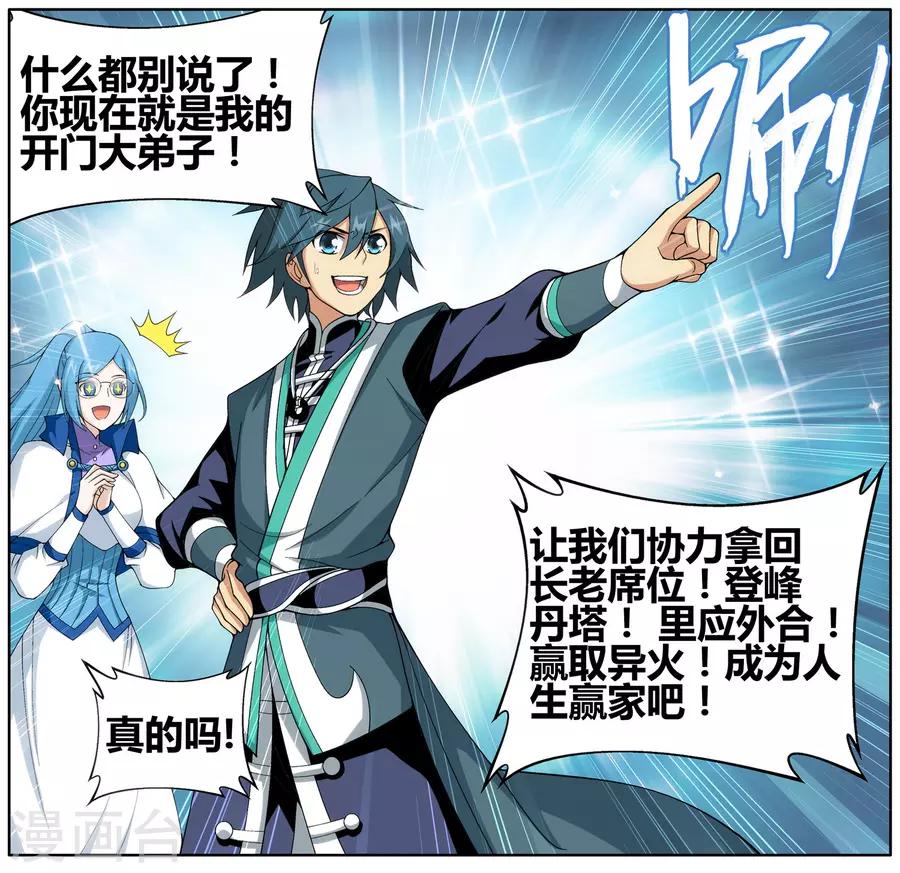 什么都别说了！
你现在就是我的
开门大弟子！
唰
让我们协力拿回
长老席位！登峰
丹塔！ 里应外合！
赢取异火！成为人
生赢家吧！
真的吗!
漫画台